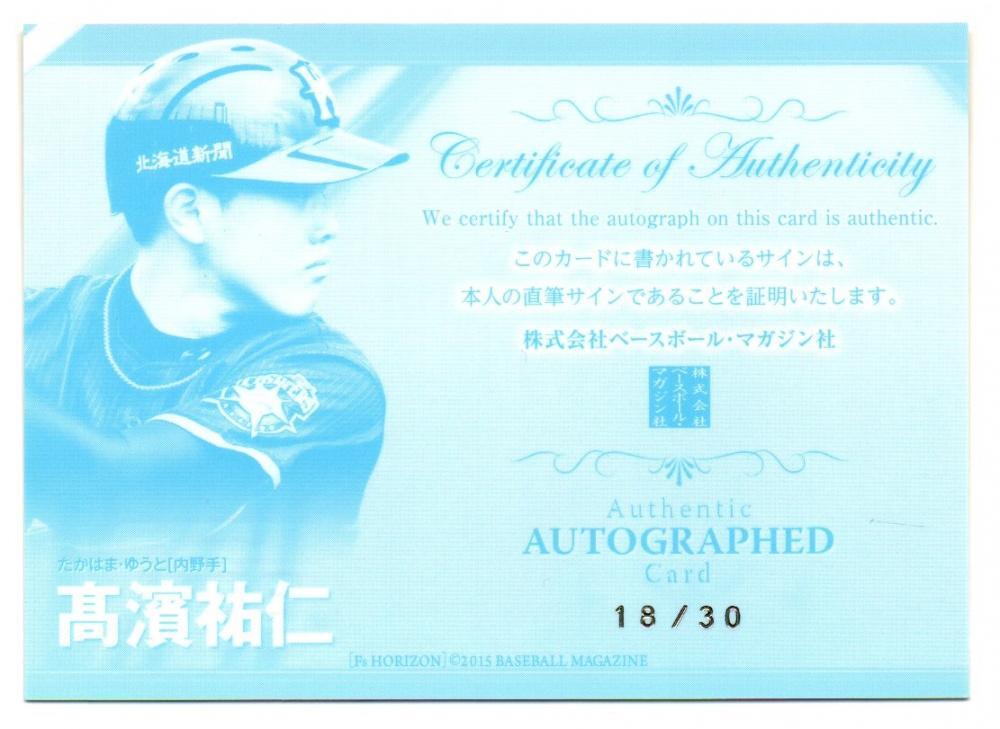 北海道新聞
Certificate of Authenticity
We certify that the autograph on this card is authentic.
このカードに書かれているサインは、
本人の直筆サインであることを証明いたします。
株式会社ベースボール・マガジン社
株式会社
ベースボール・
マガジン社
Authentic
AUTOGRAPHED
Card
18/30
たかはま・ゆうと[内野手]
髙濱祐仁
[Fs HORIZON]©2015 BASEBALL MAGAZINE